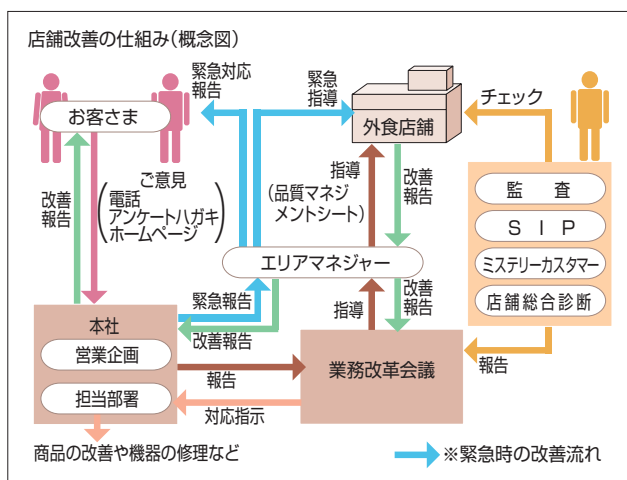 店舗改善の仕組み(概念図)
緊急対応
報告
緊急
指導
チェック
お客さま
外食店舗
改善
報告
ご意見
(電話
アンケートハガキ
ホームページ)
指導
(品質マネジ
メントシート)
改善
報告
監 査
S I P
ミステリーカスタマー
店舗総合診断
エリアマネジャー
緊急報告
改善報告
指導
改善
報告
本社
営業企画
担当部署
報告
対応指示
業務改革会議
報告
商品の改善や機器の修理など
※緊急時の改善流れ